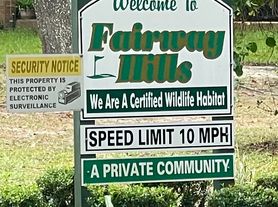 Welcome To
Fairway
Hills
We Are A Certified Wildlife Habitat
SPEED LIMIT 10 MPH
A PRIVATE COMMUNITY
SECURITY NOTICE
THIS PROPERTY IS
PROTECTED BY
ELECTRONIC
SURVEILLANCE